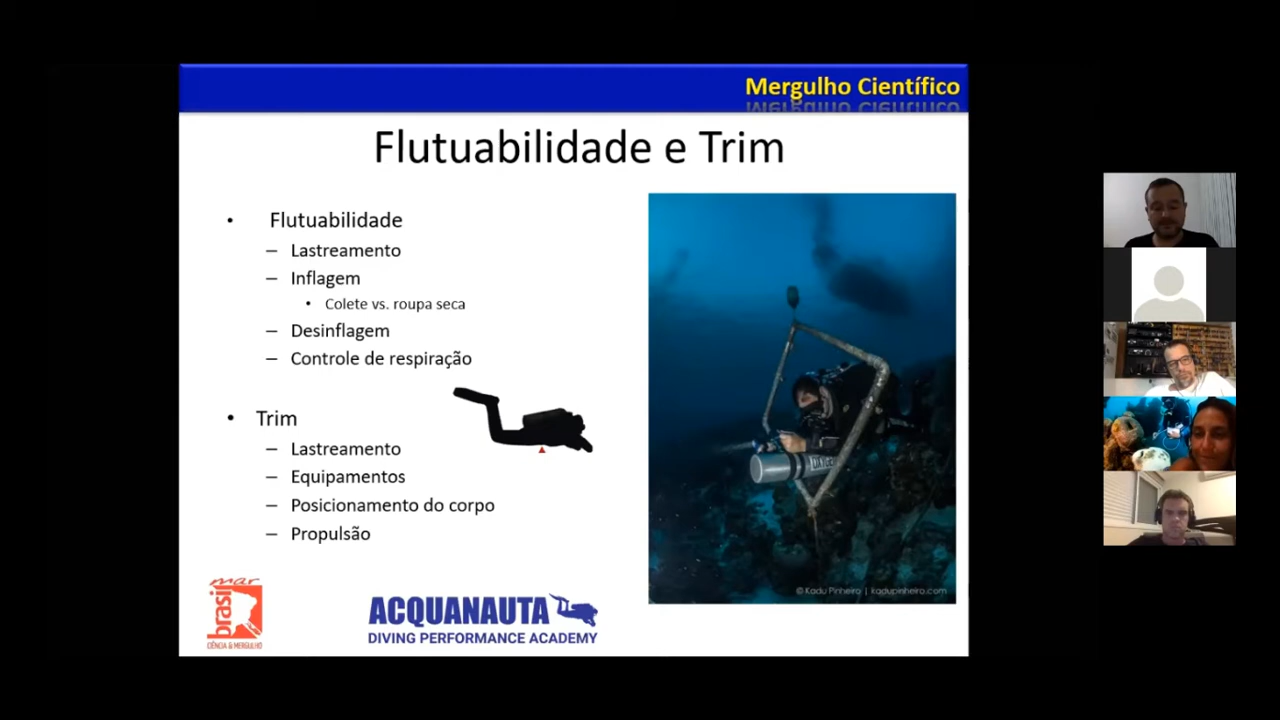 Mergulho Científico
Flutuabilidade e Trim
• Flutuabilidade
– Lastreamento
– Inflagem
• Colete vs. roupa seca
– Desinflagem
– Controle de respiração
• Trim
– Lastreamento
– Equipamentos
– Posicionamento do corpo
– Propulsão
© Kadu Pinheiro | kadupinheiro.com
mar
brasil
CIÊNCIA & MERGULHO
ACQUANAUTA
DIVING PERFORMANCE ACADEMY